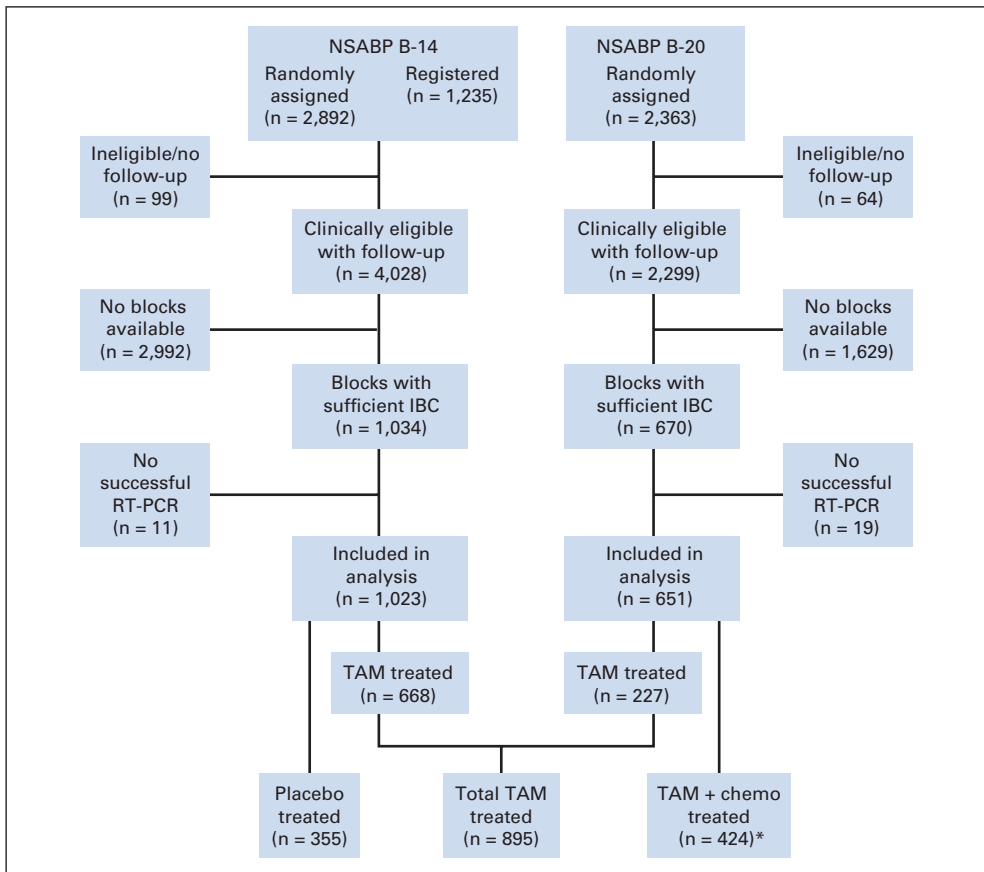 NSABP B-14
Randomly
assigned
(n = 2,892)
Registered
(n = 1,235)
NSABP B-20
Randomly
assigned
(n = 2,363)
Ineligible/no
follow-up
(n = 99)
Ineligible/no
follow-up
(n = 64)
Clinically eligible
with follow-up
(n = 4,028)
Clinically eligible
with follow-up
(n = 2,299)
No blocks
available
(n = 2,992)
No blocks
available
(n = 1,629)
Blocks with
sufficient IBC
(n = 1,034)
Blocks with
sufficient IBC
(n = 670)
No
successful
RT-PCR
(n = 11)
No
successful
RT-PCR
(n = 19)
Included in
analysis
(n = 1,023)
Included in
analysis
(n = 651)
TAM treated
(n = 668)
TAM treated
(n = 227)
Placebo
treated
(n = 355)
Total TAM
treated
(n = 895)
TAM + chemo
treated
(n = 424)*